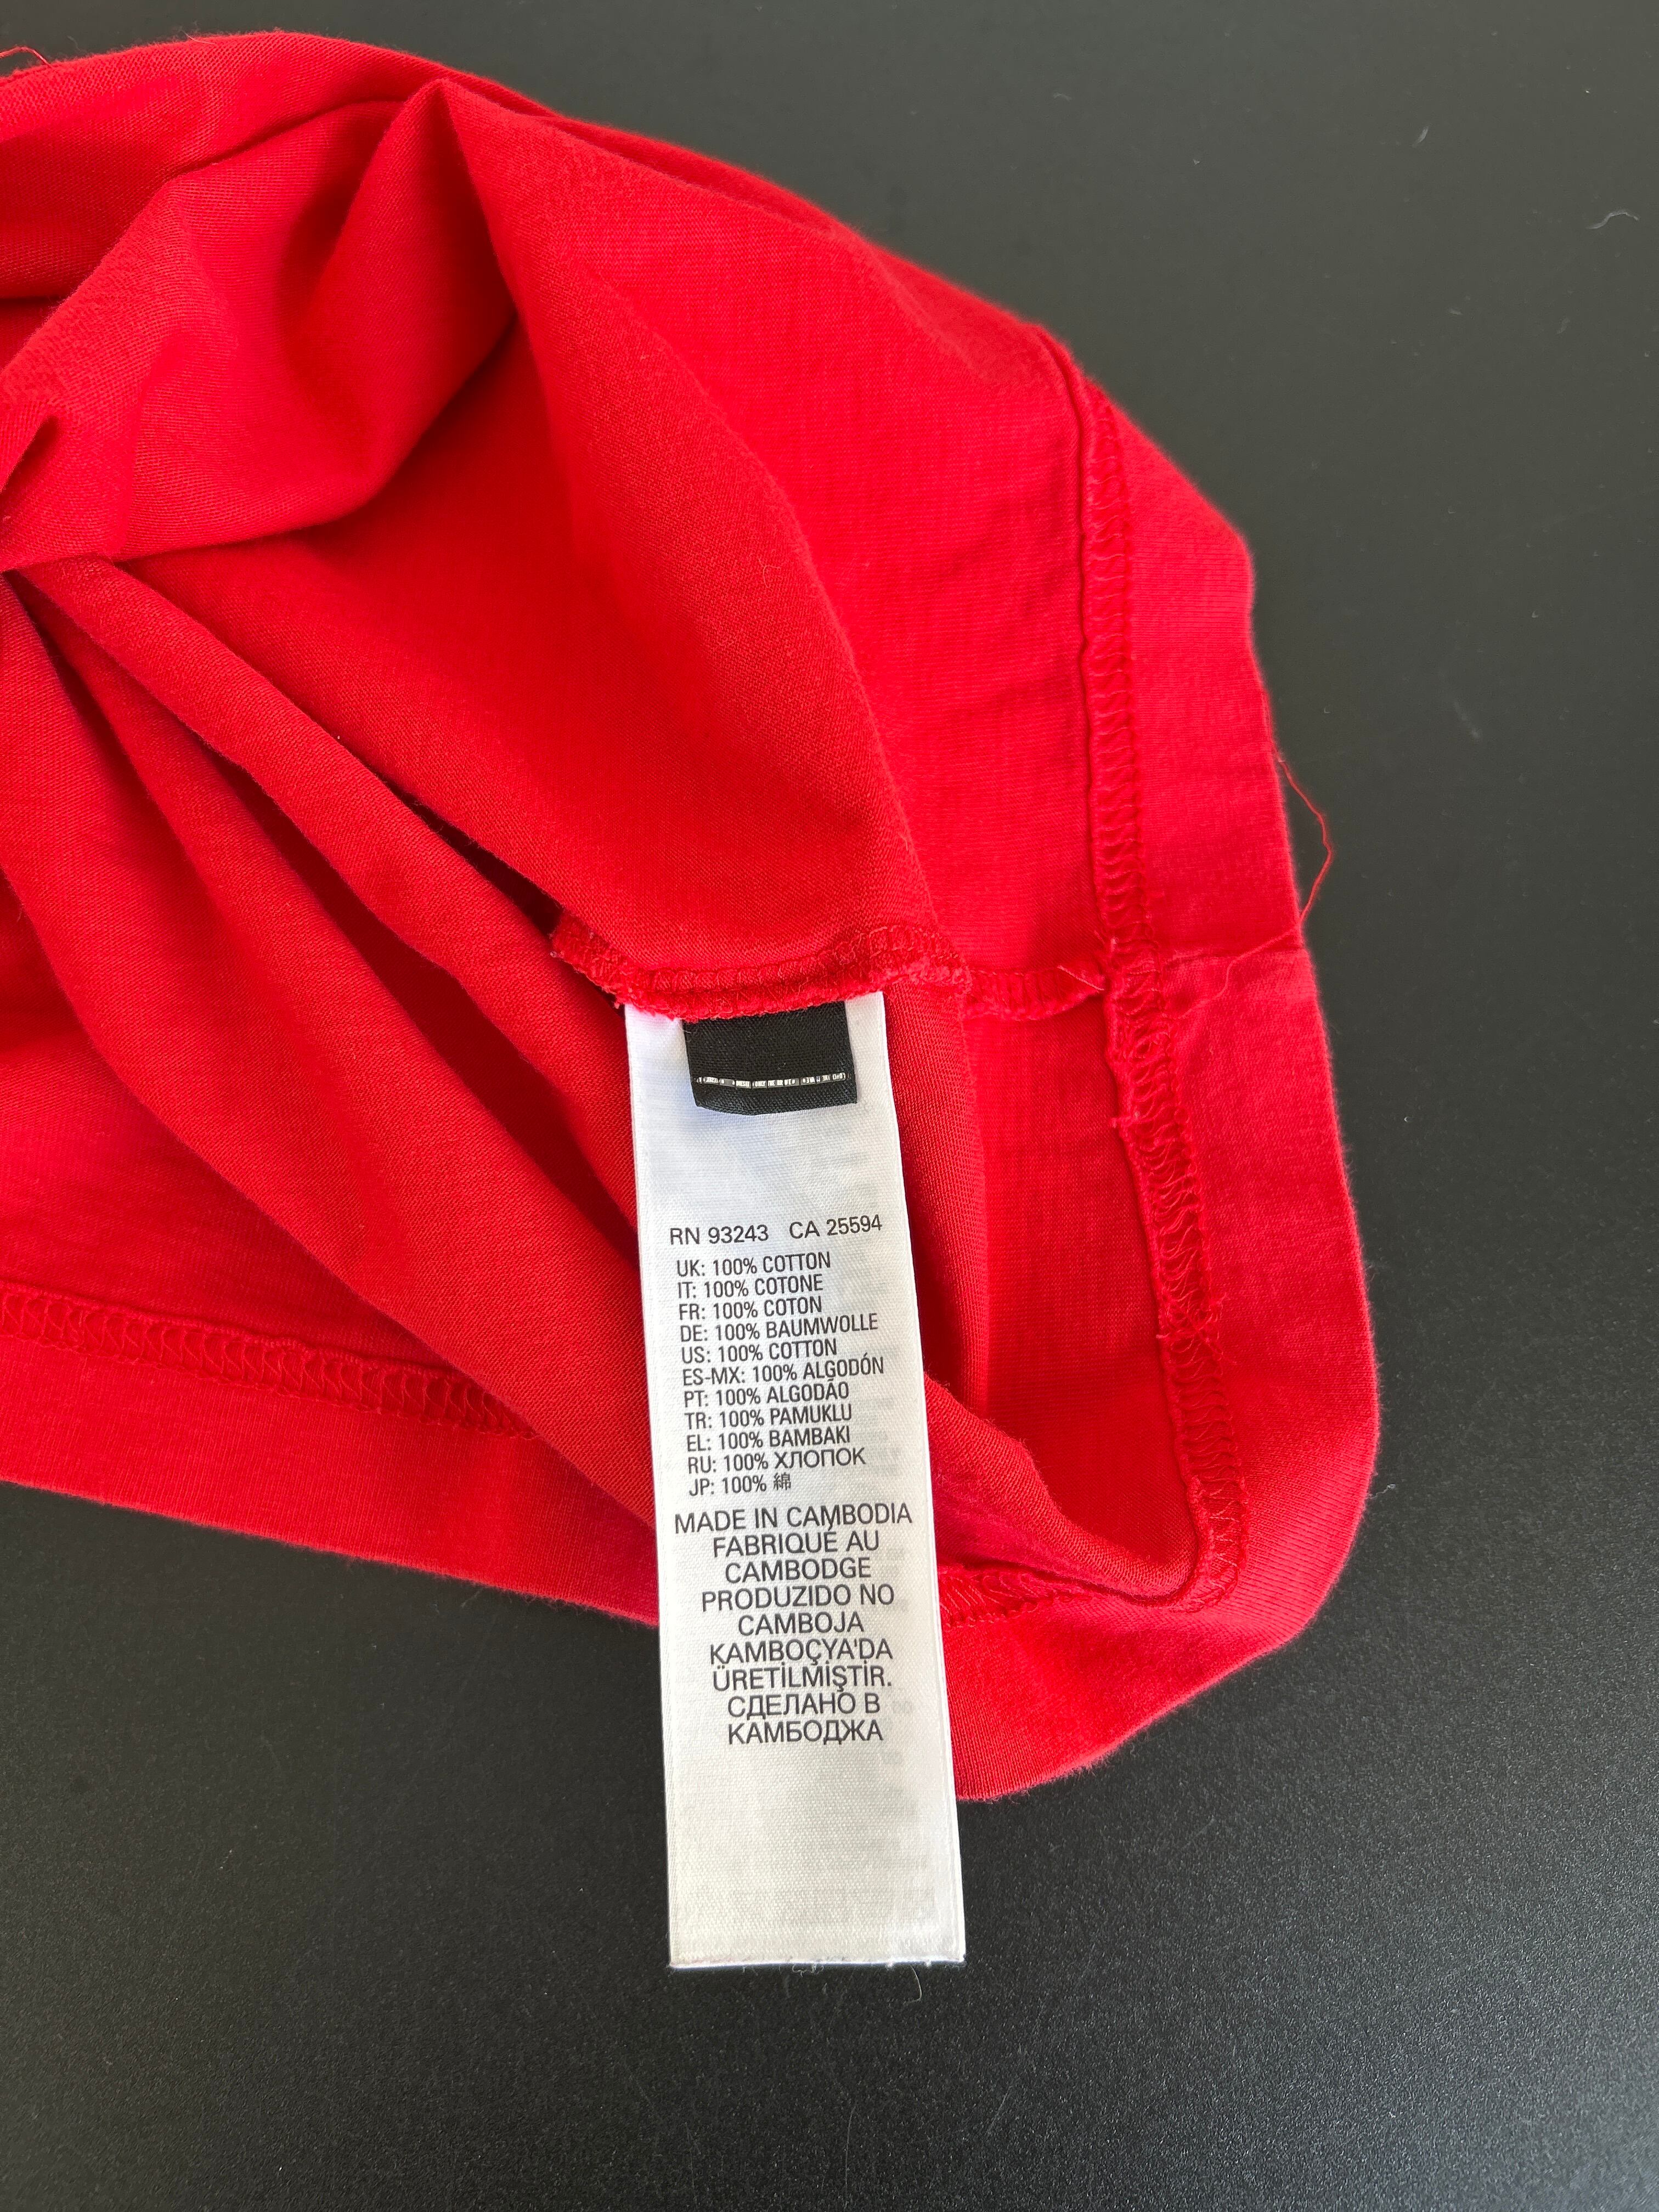 RN 93243 CA 25594
UK: 100% COTTON
IT: 100% COTONE
FR: 100% COTON
DE: 100% BAUMWOLLE
US: 100% COTTON
ES-MX: 100% ALGODÓN
PT: 100% ALGODÃO
TR: 100% PAMUKLU
EL: 100% BAMBAKI
RU: 100% ХЛОПОК
JP: 100% 綿
MADE IN CAMBODIA
FABRIQUÉ AU
CAMBODGE
PRODUZIDO NO
CAMBOJA
KAMBOÇYA'DA
ÜRETİLMİŞTİR.
СДЕЛАНО В
КАМБОДЖА